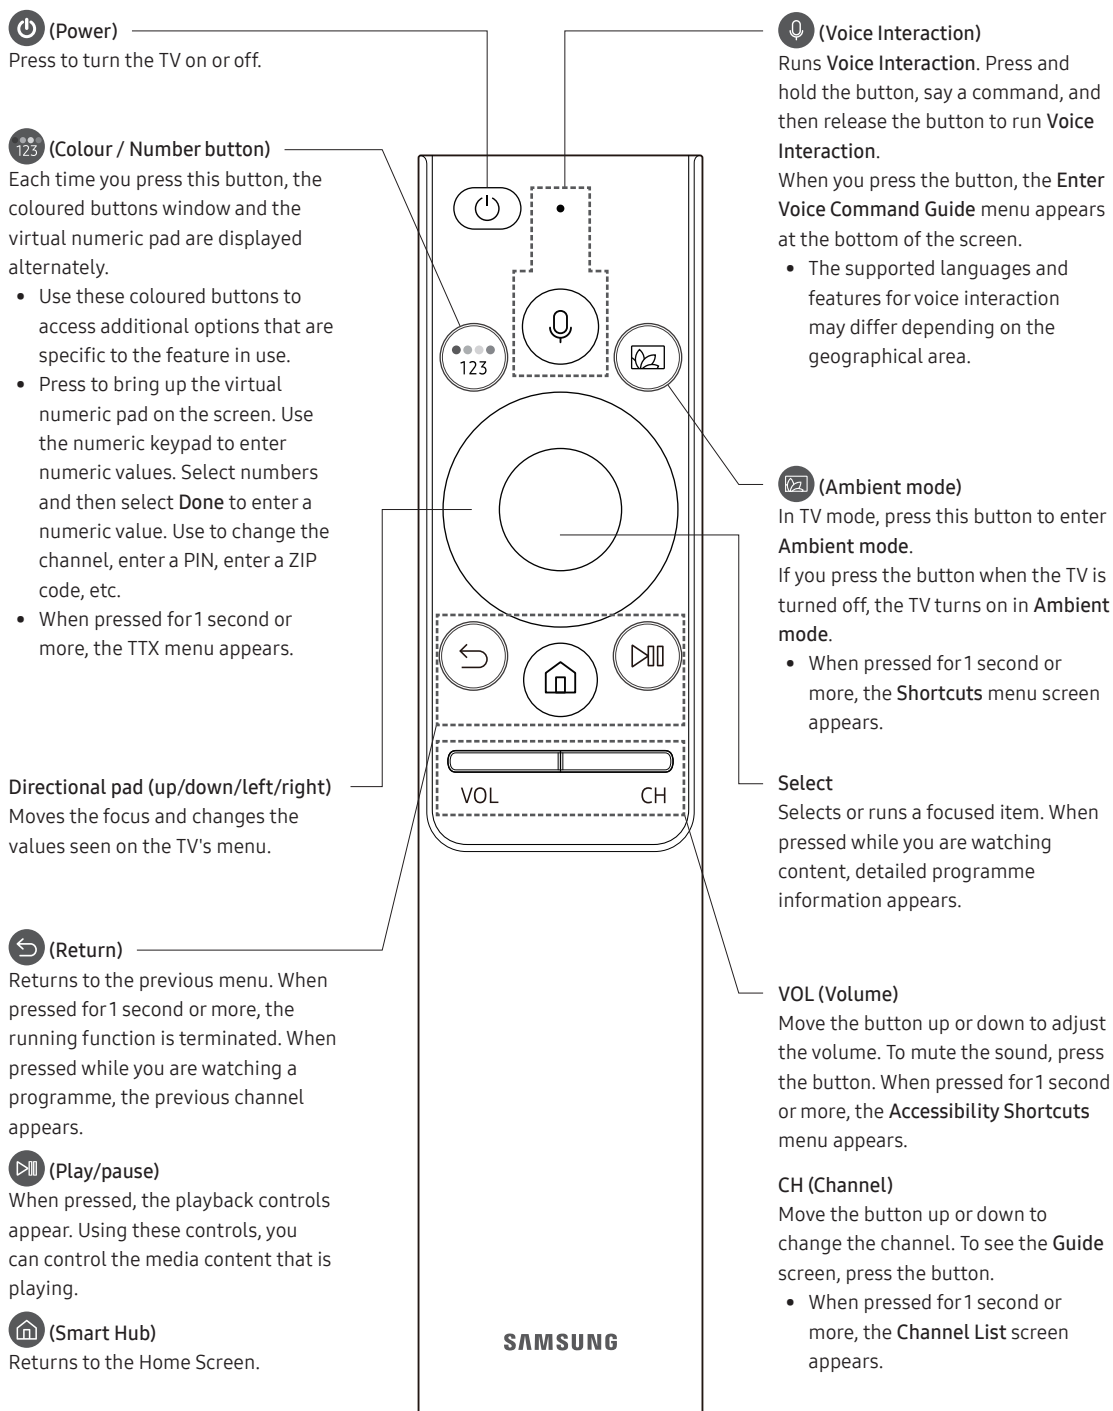 (Power)
Press to turn the TV on or off.
123 (Colour / Number button)
Each time you press this button, the
coloured buttons window and the
virtual numeric pad are displayed
alternately.
• Use these coloured buttons to
access additional options that are
specific to the feature in use.
• Press to bring up the virtual
numeric pad on the screen. Use
the numeric keypad to enter
numeric values. Select numbers
and then select Done to enter a
numeric value. Use to change the
channel, enter a PIN, enter a ZIP
code, etc.
• When pressed for 1 second or
more, the TTX menu appears.
Directional pad (up/down/left/right)
Moves the focus and changes the
values seen on the TV's menu.
(Return)
Returns to the previous menu. When
pressed for 1 second or more, the
running function is terminated. When
pressed while you are watching a
programme, the previous channel
appears.
(Play/pause)
When pressed, the playback controls
appear. Using these controls, you
can control the media content that is
playing.
(Smart Hub)
Returns to the Home Screen.
123
VOL CH
SAMSUNG
(Voice Interaction)
Runs Voice Interaction. Press and
hold the button, say a command, and
then release the button to run Voice
Interaction.
When you press the button, the Enter
Voice Command Guide menu appears
at the bottom of the screen.
• The supported languages and
features for voice interaction
may differ depending on the
geographical area.
(Ambient mode)
In TV mode, press this button to enter
Ambient mode.
If you press the button when the TV is
turned off, the TV turns on in Ambient
mode.
• When pressed for 1 second or
more, the Shortcuts menu screen
appears.
Select
Selects or runs a focused item. When
pressed while you are watching
content, detailed programme
information appears.
VOL (Volume)
Move the button up or down to adjust
the volume. To mute the sound, press
the button. When pressed for 1 second
or more, the Accessibility Shortcuts
menu appears.
CH (Channel)
Move the button up or down to
change the channel. To see the Guide
screen, press the button.
• When pressed for 1 second or
more, the Channel List screen
appears.